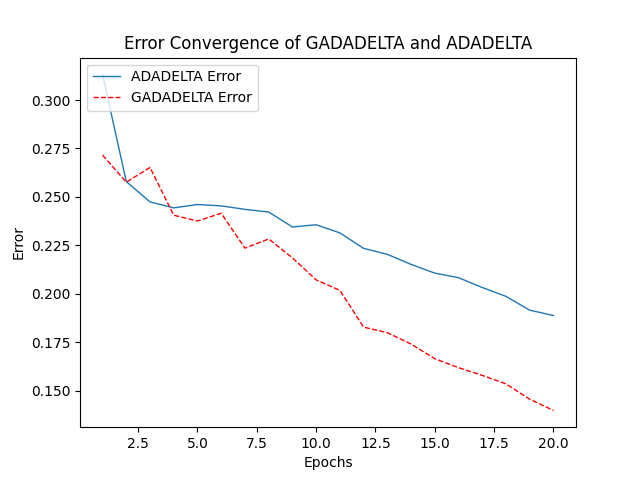 Error Convergence of GADADELTA and ADADELTA
ADADELTA Error
GADADELTA Error
0.300
0.275
0.250
0.225
0.200
0.175
0.150
Error
2.5 5.0 7.5 10.0 12.5 15.0 17.5 20.0
Epochs